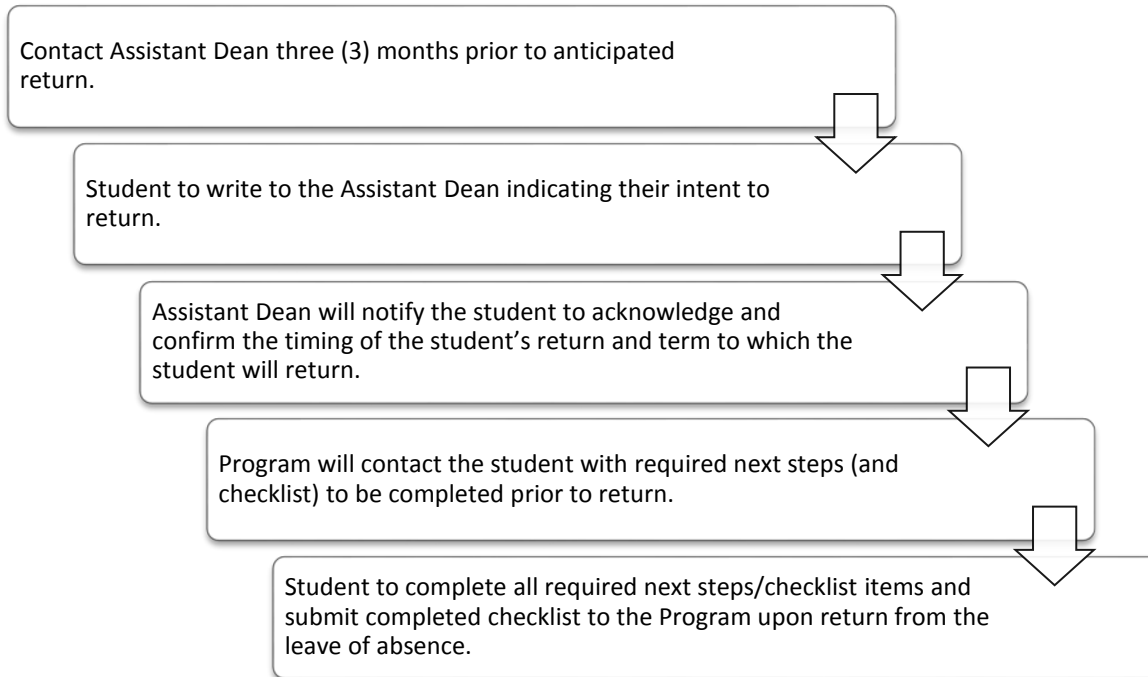 Contact Assistant Dean three (3) months prior to anticipated
return.
Student to write to the Assistant Dean indicating their intent to
return.
Assistant Dean will notify the student to acknowledge and
confirm the timing of the student’s return and term to which the
student will return.
Program will contact the student with required next steps (and
checklist) to be completed prior to return.
Student to complete all required next steps/checklist items and
submit completed checklist to the Program upon return from the
leave of absence.